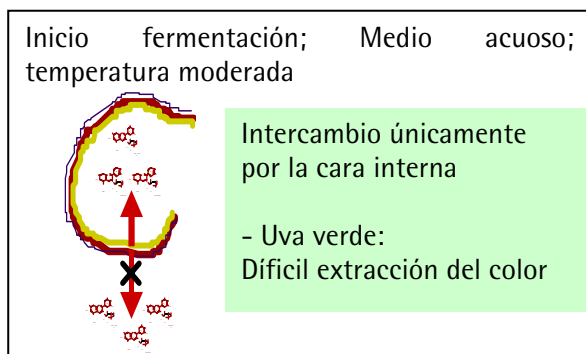 Inicio fermentación; Medio acuoso;
temperatura moderada
Intercambio únicamente
por la cara interna
- Uva verde:
Díficil extracción del color